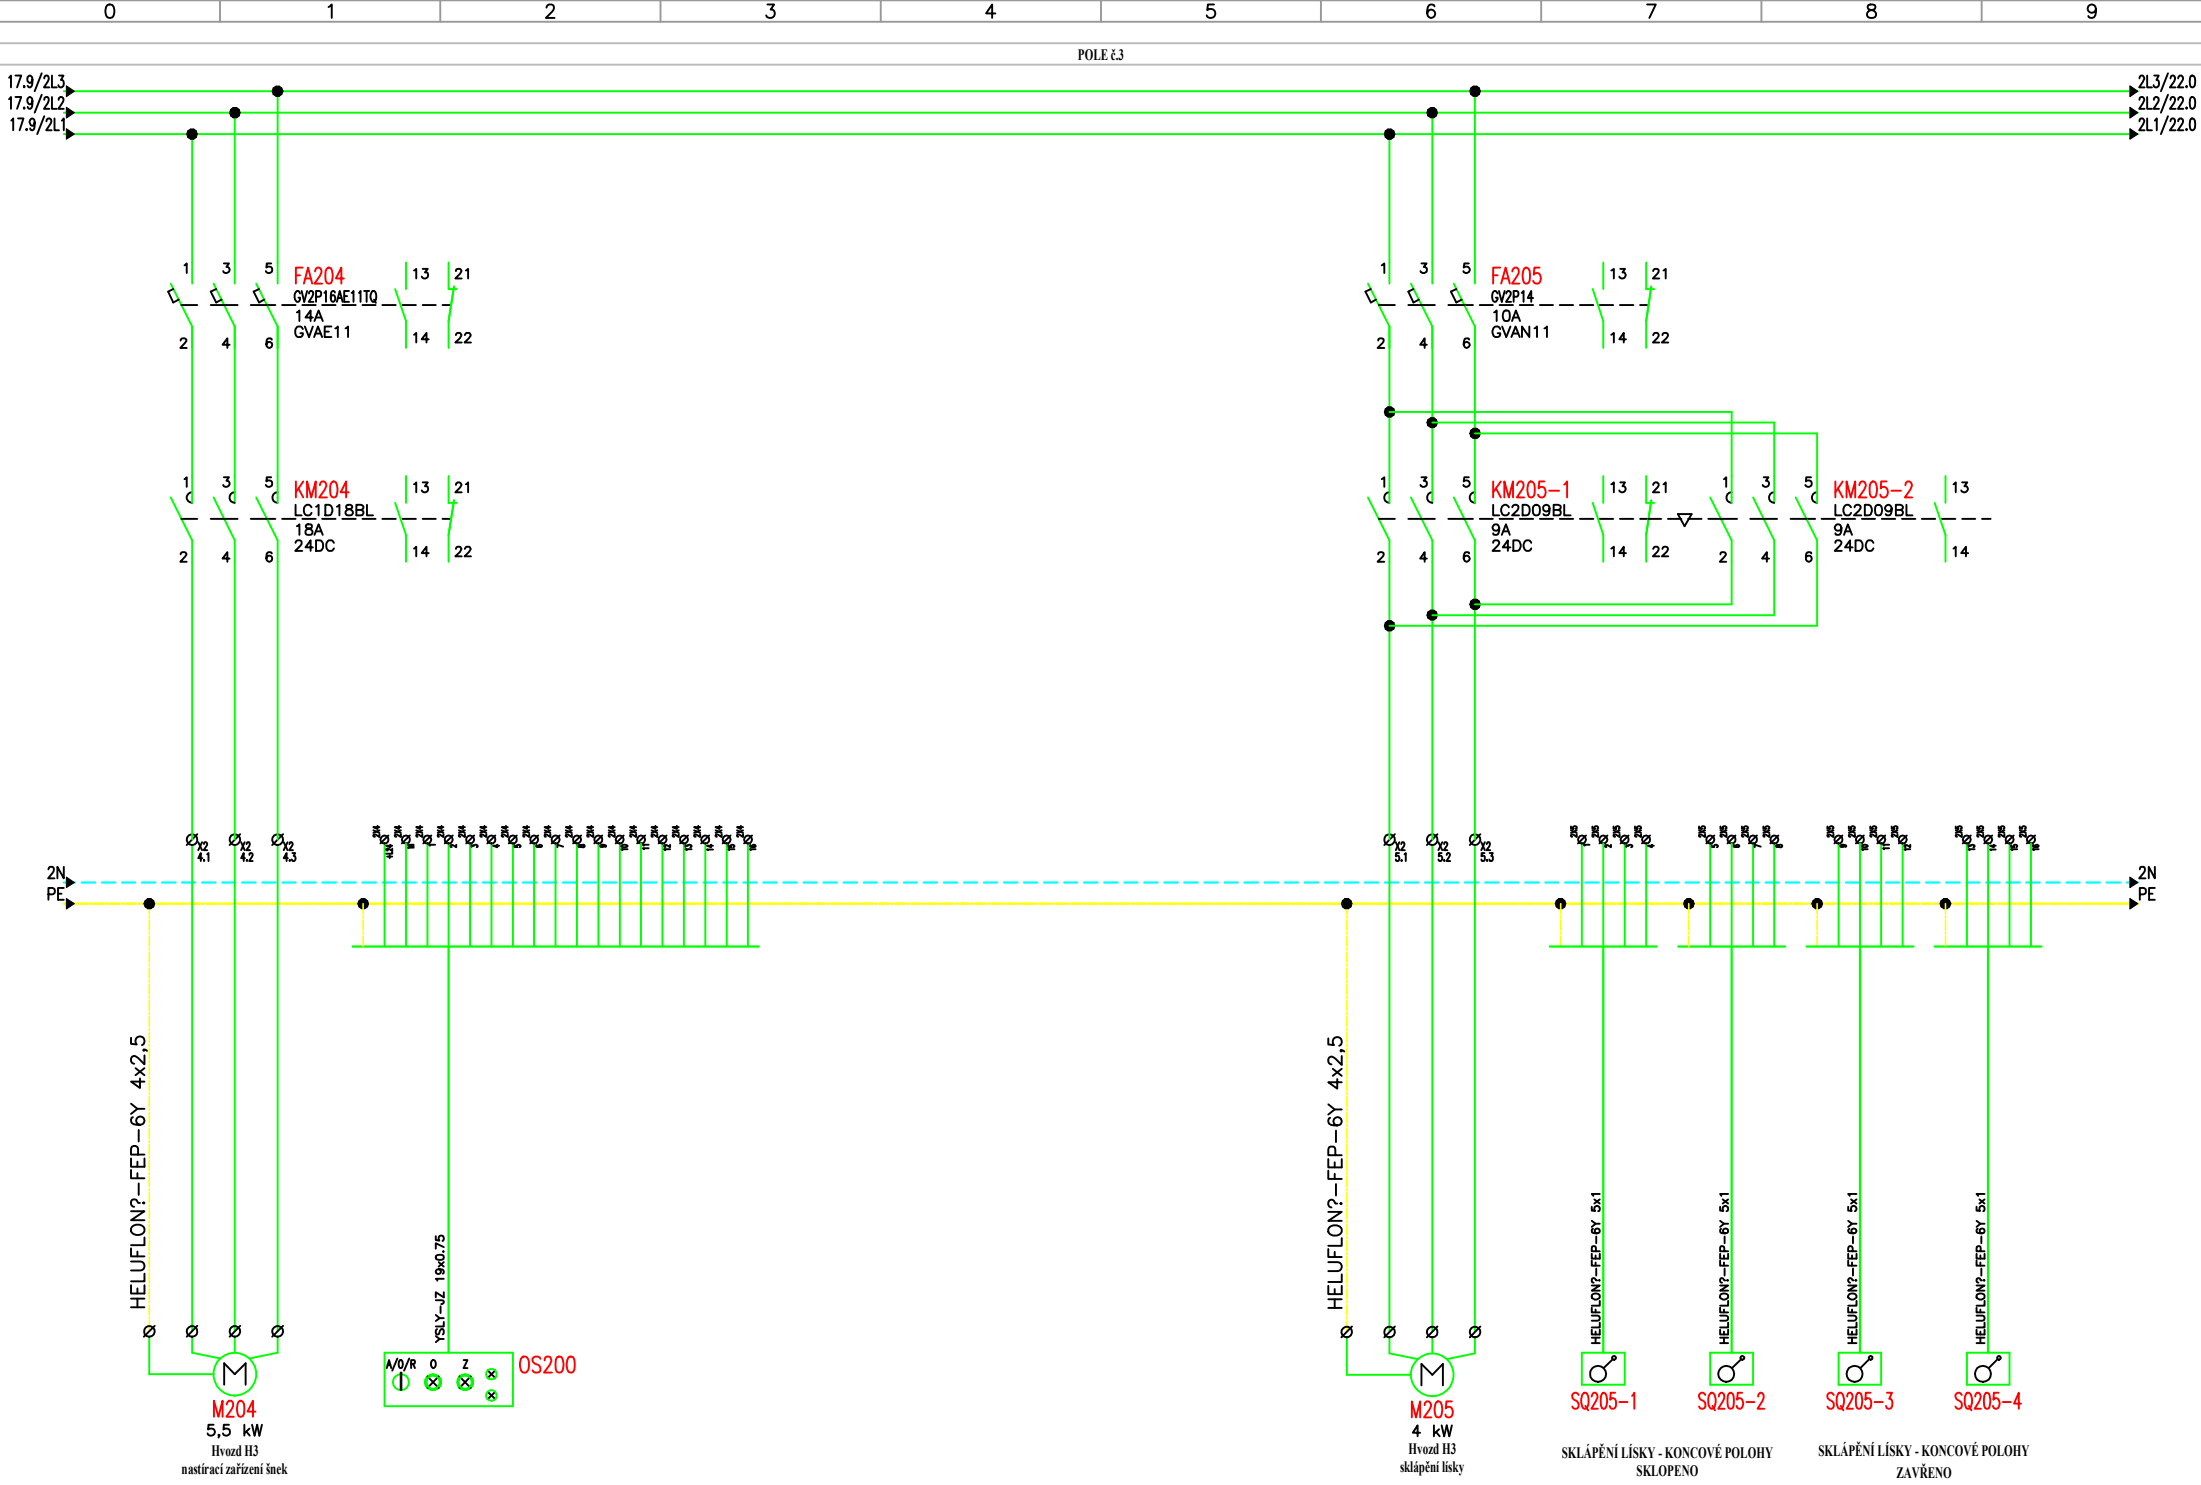 0 1 2 3 4 5 6 7 8 9
POLE č.3
17.9/2L3
17.9/2L2
17.9/2L1
2L3/22.0
2L2/22.0
2L1/22.0
1 3 5
FA204
GV2P16AE11TQ
14A
GVAE11
2 4 6
13 21
14 22
1 3 5
FA205
GV2P14
10A
GVAN11
2 4 6
13 21
14 22
1 3 5
KM204
LC1D18BL
18A
24DC
2 4 6
13 21
14 22
1 3 5
KM205-1
LC2D09BL
9A
24DC
2 4 6
13 21
14 22
1 3 5
KM205-2
LC2D09BL
9A
24DC
2 4 6
13
14
X2 4.1
X2 4.2
X2 4.3
X2 5.1
X2 5.2
X2 5.3
2N
PE
2N
PE
HELUFLON?-FEP-6Y 4x2,5
YSLY-JZ 19x0.75
HELUFLON?-FEP-6Y 4x2,5
HELUFLON?-FEP-6Y 5x1
HELUFLON?-FEP-6Y 5x1
HELUFLON?-FEP-6Y 5x1
HELUFLON?-FEP-6Y 5x1
M
M204
5,5 kW
Hvozd H3
nastírací zařízení šnek
A/0/R O Z
OS200
M
M205
4 kW
Hvozd H3
sklápění lísky
SQ205-1
SQ205-2
SQ205-3
SQ205-4
SKLÁPĚNÍ LÍSKY - KONCOVÉ POLOHY
SKLOPENO
SKLÁPĚNÍ LÍSKY - KONCOVÉ POLOHY
ZAVŘENO